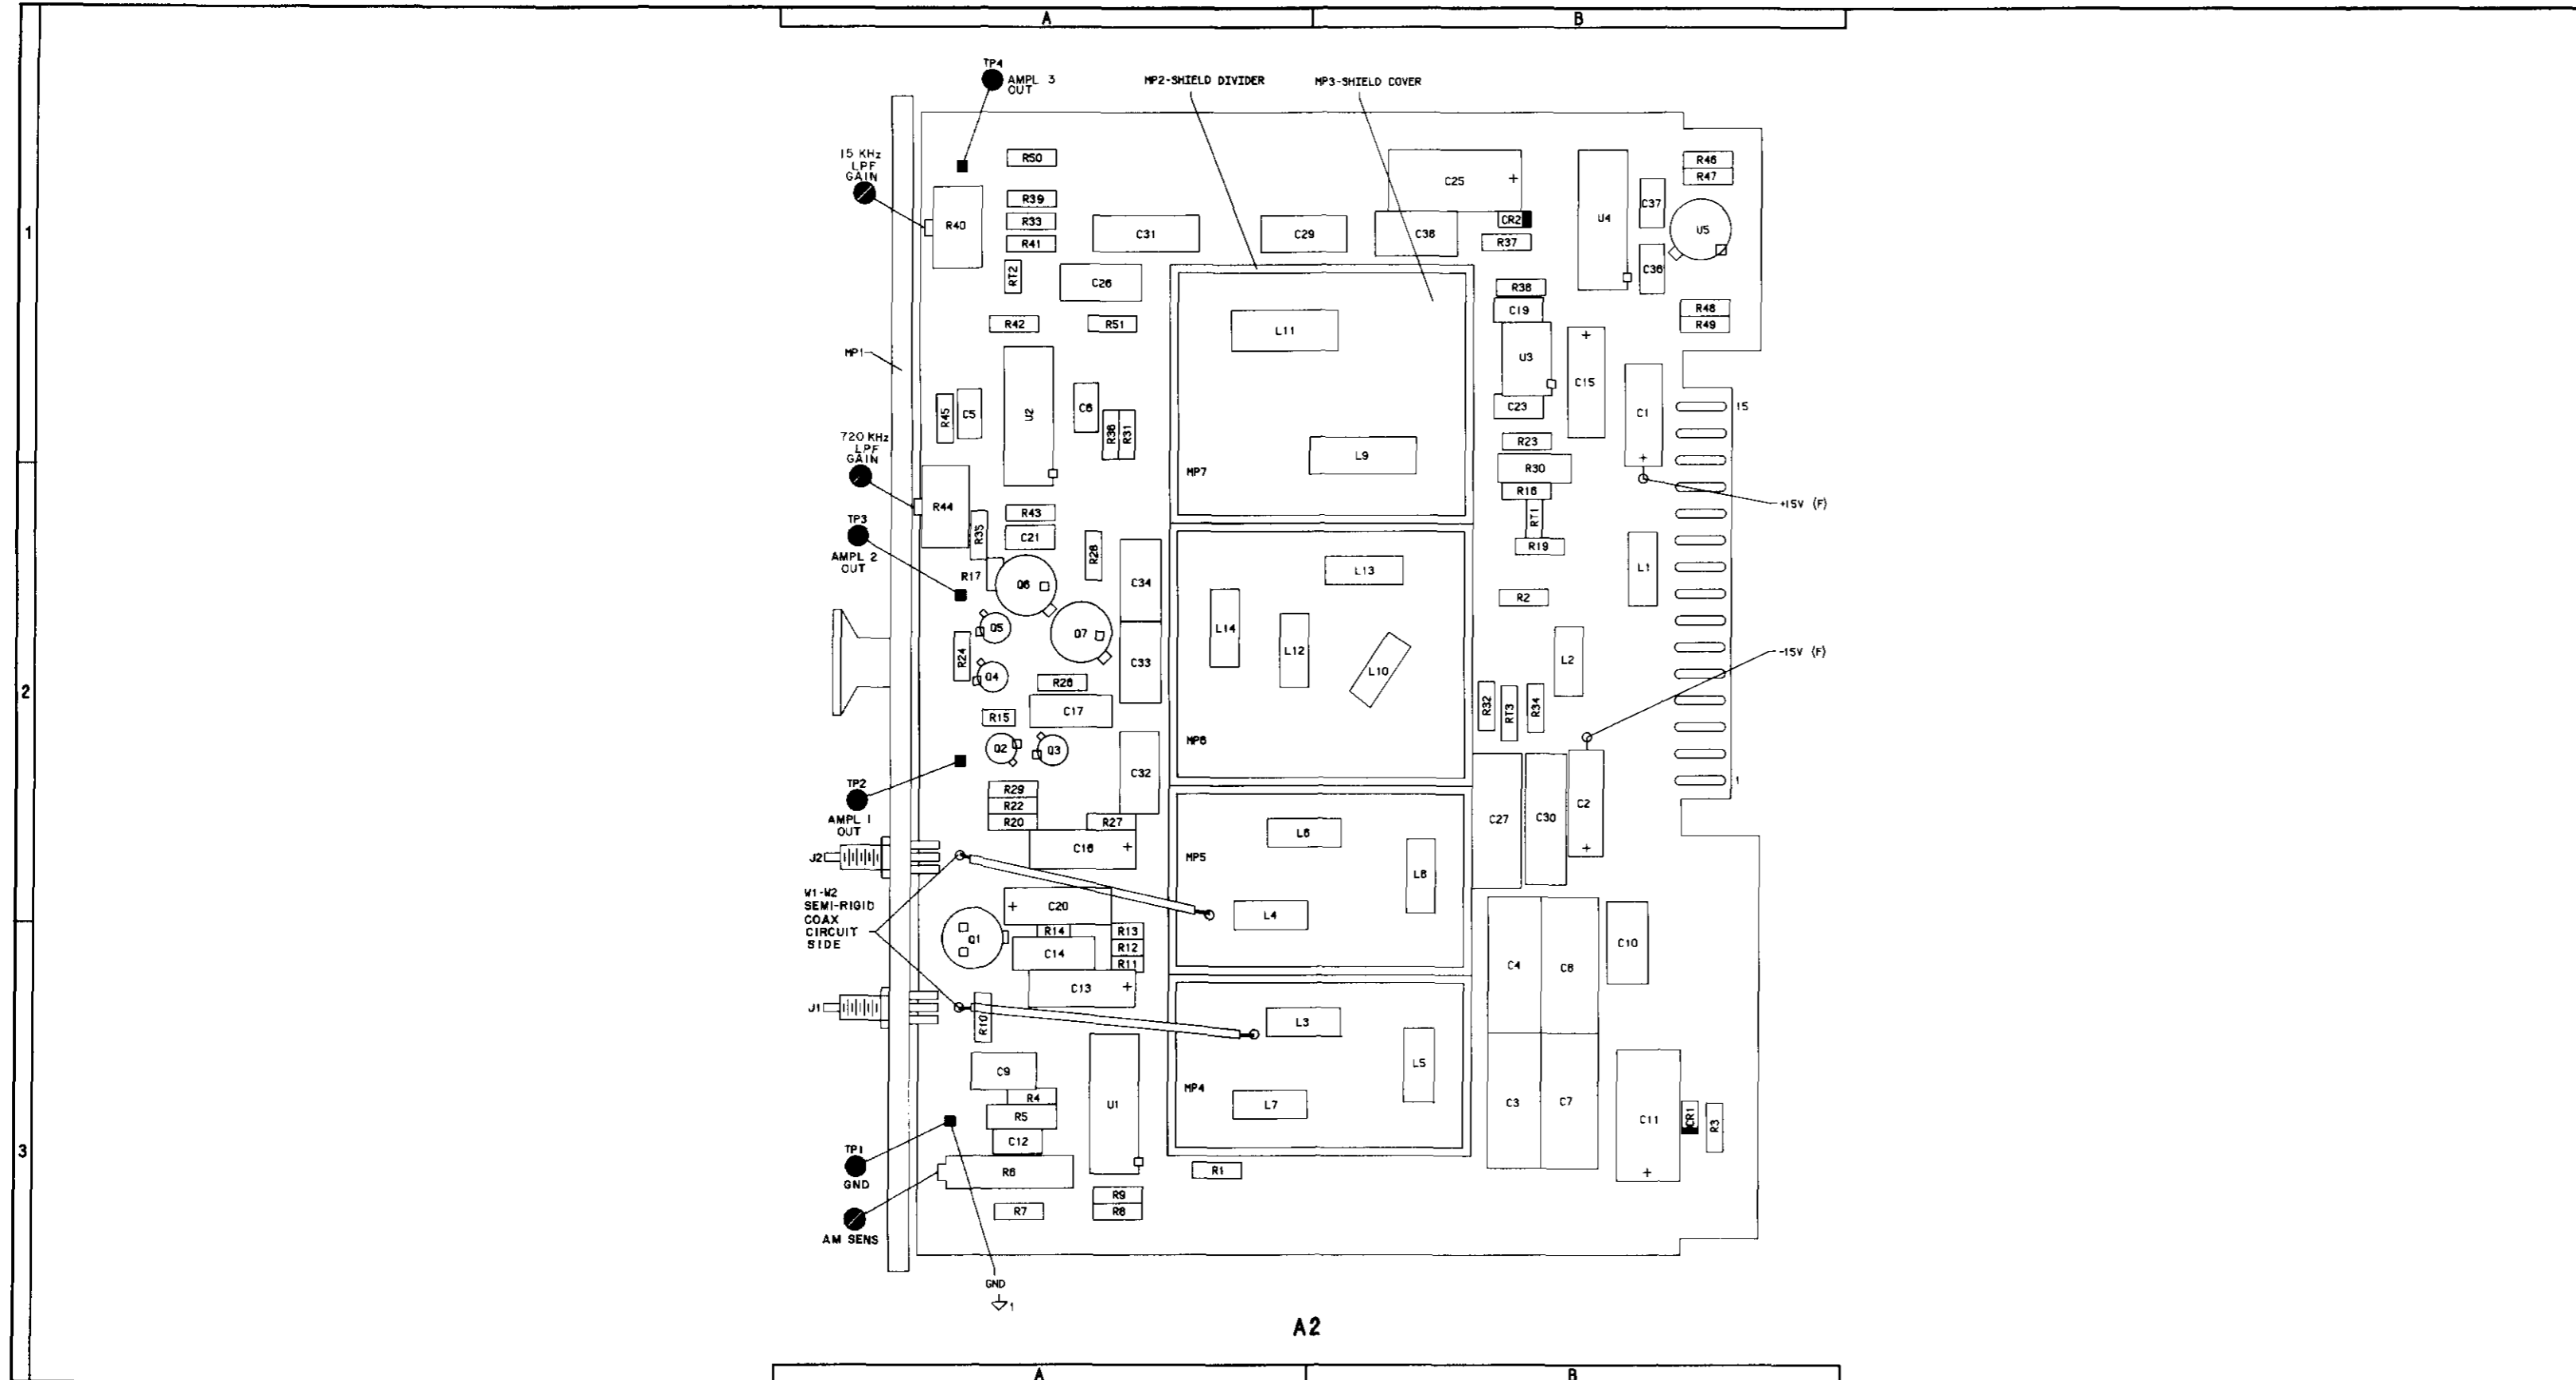 A
B
TP4
AMPL 3
OUT
MP2-SHIELD DIVIDER
MP3-SHIELD COVER
15 KHz
LPF
GAIN
R50
C25
+
R46
R47
R39
R33
R41
R40
C31
C29
C38
CR2
R37
U4
C37
U5
C36
1
RT2
C26
R38
C19
R48
R49
R42
R51
L11
U3
+
C15
MP1
R45
C5
U2
C6
R36
R31
C23
C1
+
15
720 KHz
LPF
GAIN
R23
L9
R30
MP7
R16
RT1
R19
+15V (F)
R44
R43
C21
R35
R28
TP3
AMPL 2
OUT
R17
Q6
C34
L13
L1
R2
Q5
Q7
L14
L12
R24
C33
L10
L2
-15V (F)
Q4
R26
2
R32
RT3
R34
R15
C17
Q2
Q3
MP6
C32
1
TP2
AMPL 1
OUT
R29
R22
R20
R27
C27
C30
C2
+
L6
C16
+
MP5
L8
J2
W1-W2
SEMI-RIGID
COAX
CIRCUIT
SIDE
+
C20
L4
Q1
R14
R13
R12
R11
C14
C4
C8
C10
C13
+
J1
R10
L3
L5
C9
R4
R5
U1
MP4
L7
C3
C7
C11
+
CR1
R3
C12
3
TP1
GND
R6
R1
R9
R8
R7
AM SENS
GND
1
A2
A
B